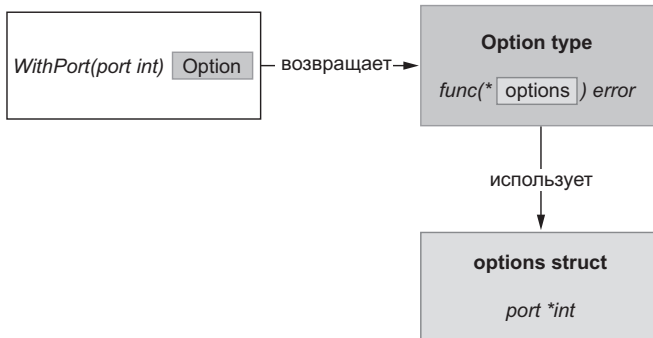 WithPort(port int) Option
возвращает
Option type
func(* options ) error
использует
options struct
port *int